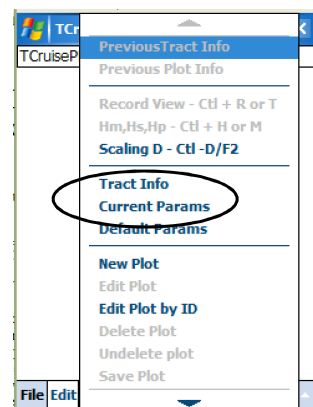 TCr
TCruiseP
PreviousTract Info
Previous Plot Info
Record View - Ctl + R or T
Hm,Hs,Hp - Ctl + H or M
Scaling D - Ctl -D/F2
Tract Info
Current Params
Default Params
New Plot
Edit Plot
Edit Plot by ID
Delete Plot
Undelete plot
Save Plot
File Edit